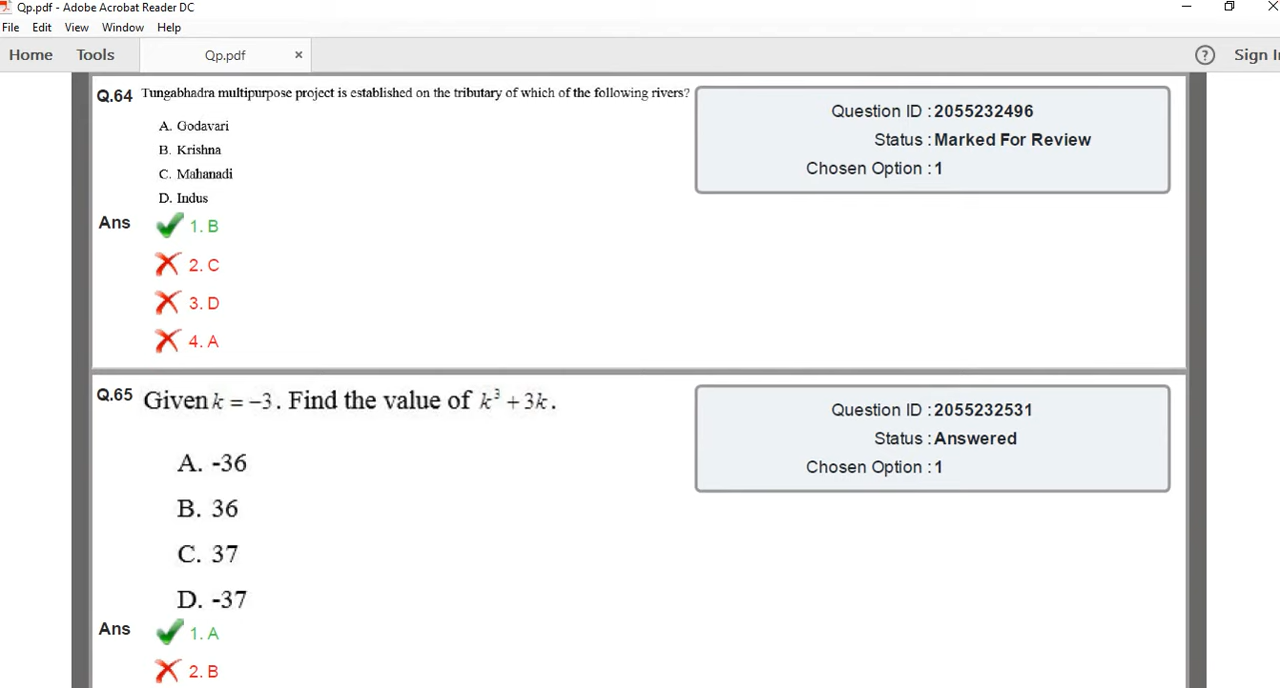 Qp.pdf - Adobe Acrobat Reader DC
File Edit View Window Help
Home Tools Qp.pdf × ? Sign In
Q.64 Tungabhadra multipurpose project is established on the tributary of which of the following rivers?
A. Godavari
B. Krishna
C. Mahanadi
D. Indus
Question ID : 2055232496
Status : Marked For Review
Chosen Option : 1
Ans 1. B
2. C
3. D
4. A
Q.65 Given k = −3. Find the value of k³ + 3k.
A. -36
B. 36
C. 37
D. -37
Question ID : 2055232531
Status : Answered
Chosen Option : 1
Ans 1. A
2. B